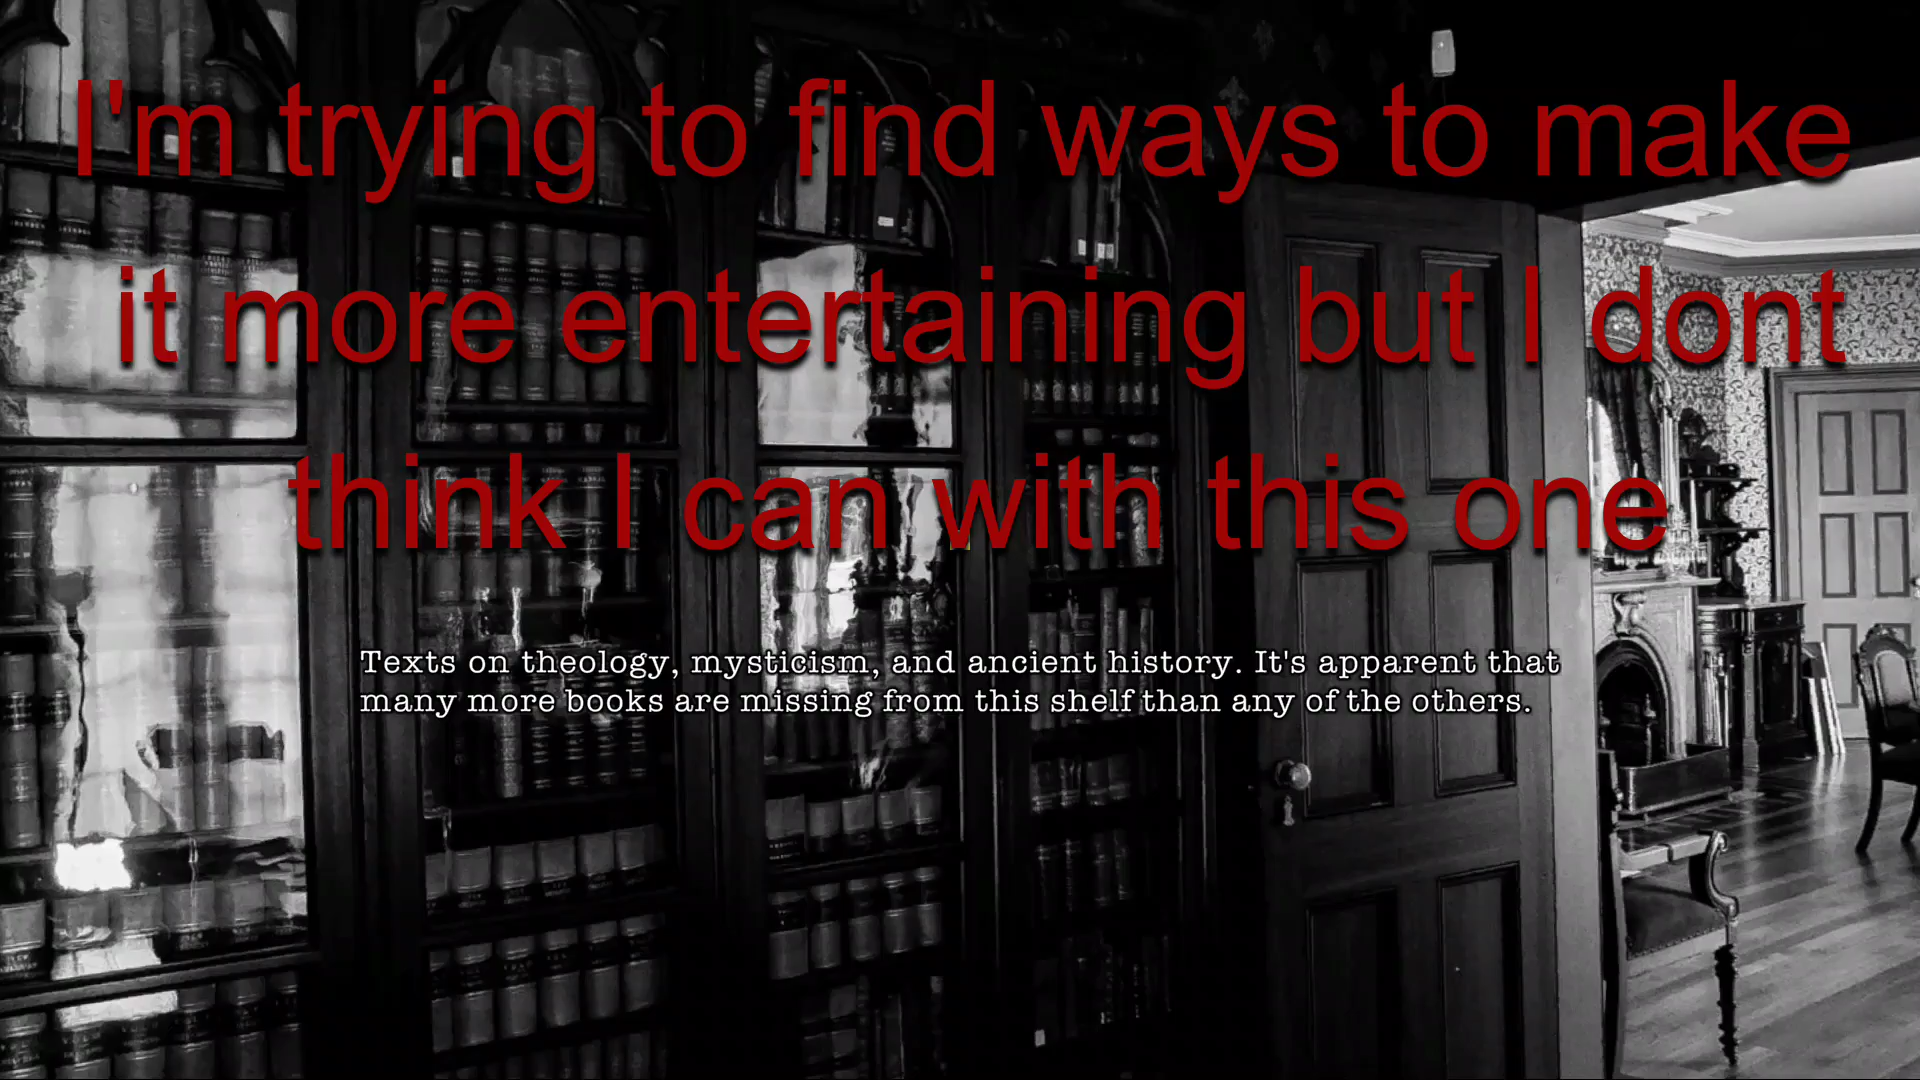 I'm trying to find ways to make
it more entertaining but I dont
think I can with this one
Texts on theology, mysticism, and ancient history. It's apparent that
many more books are missing from this shelf than any of the others.